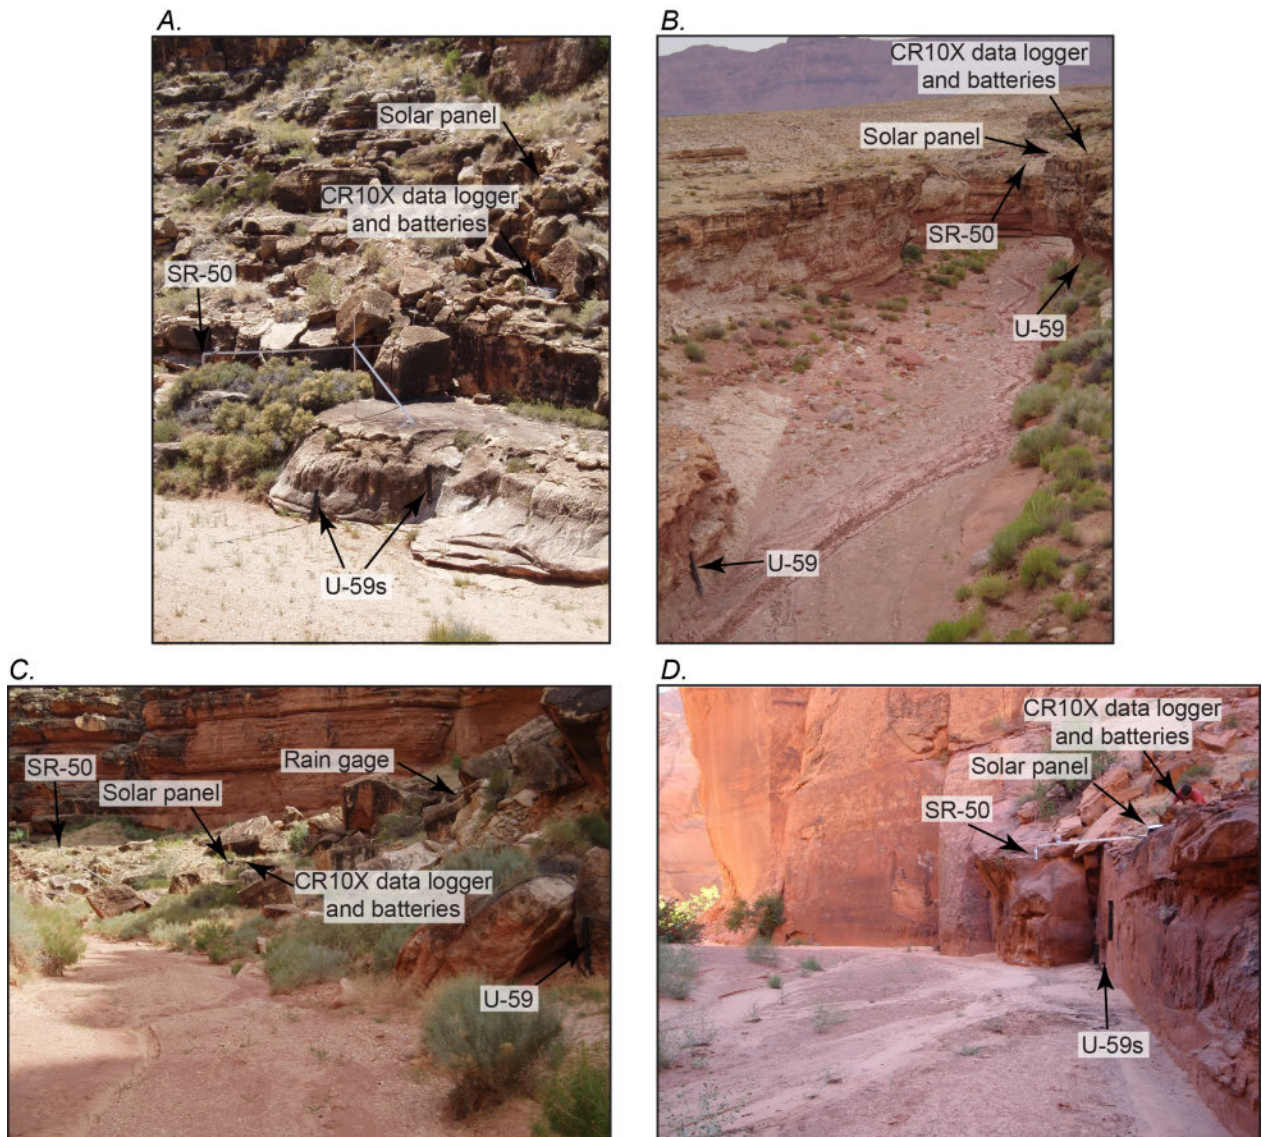 A.
Solar panel
CR10X data logger
and batteries
SR-50
U-59s
B.
CR10X data logger
and batteries
Solar panel
SR-50
U-59
U-59
C.
SR-50
Rain gage
Solar panel
CR10X data logger
and batteries
U-59
D.
CR10X data logger
and batteries
Solar panel
SR-50
U-59s